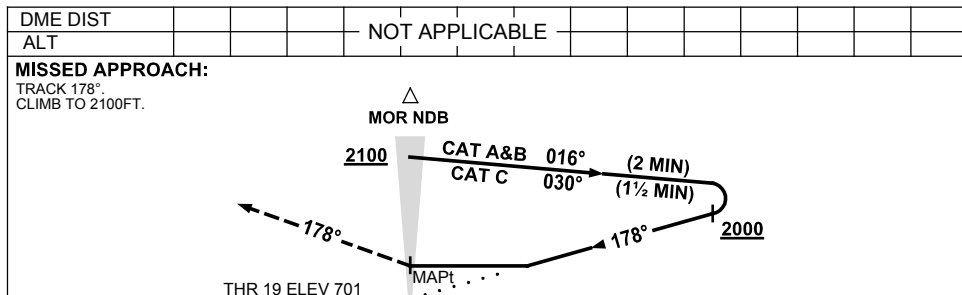 DME DIST
ALT
NOT APPLICABLE
MISSED APPROACH:
TRACK 178°.
CLIMB TO 2100FT.
MOR NDB
2100
CAT A&B 016° (2 MIN)
CAT C 030° (1½ MIN)
178°
178°
2000
MAPt
THR 19 ELEV 701